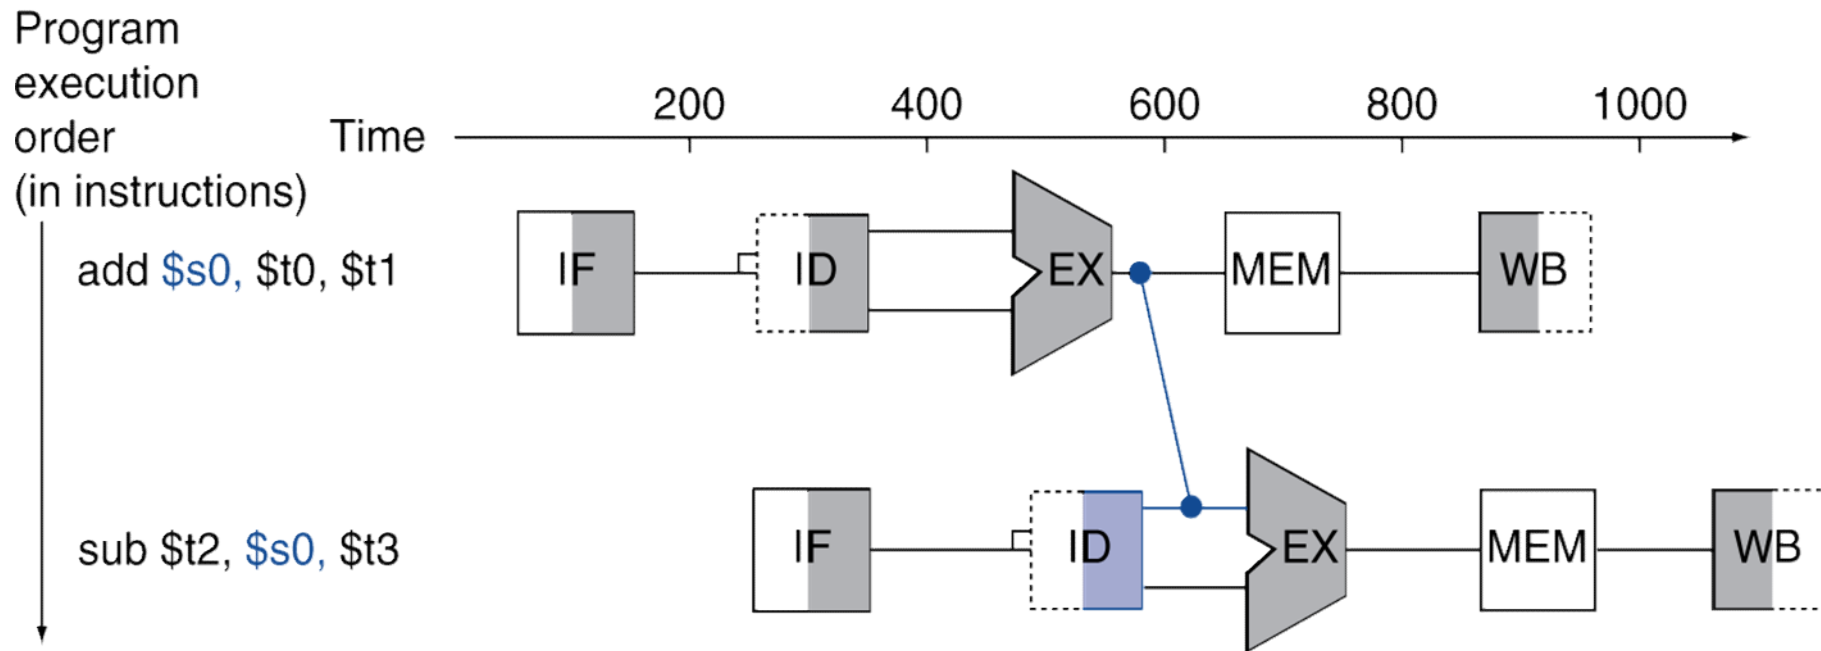 Program
execution
order
(in instructions)
Time
200 400 600 800 1000
add $s0, $t0, $t1
IF ID EX MEM WB
sub $t2, $s0, $t3
IF ID EX MEM WB